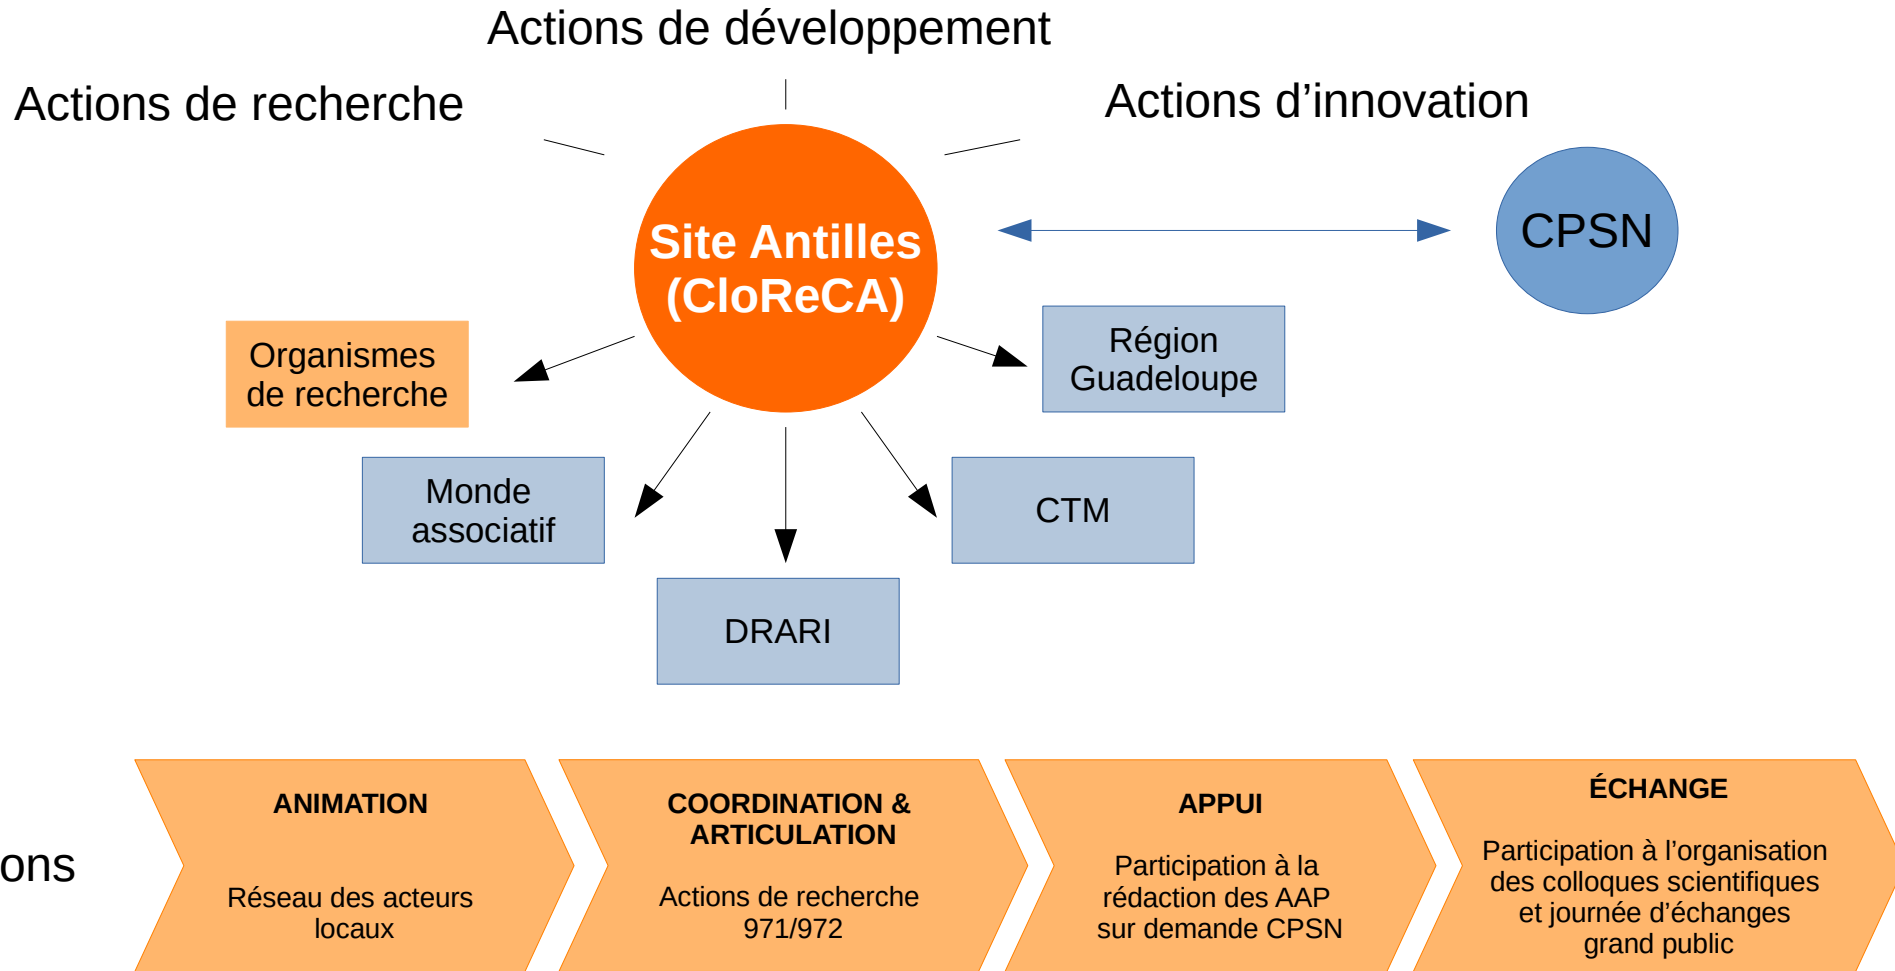 Actions de développement
Actions de recherche
Actions d’innovation
Site Antilles
(CloReCA)
CPSN
Organismes
de recherche
Région
Guadeloupe
Monde
associatif
CTM
DRARI
ons
ANIMATION
Réseau des acteurs
locaux
COORDINATION &
ARTICULATION
Actions de recherche
971/972
APPUI
Participation à la
rédaction des AAP
sur demande CPSN
ÉCHANGE
Participation à l’organisation
des colloques scientifiques
et journée d’échanges
grand public